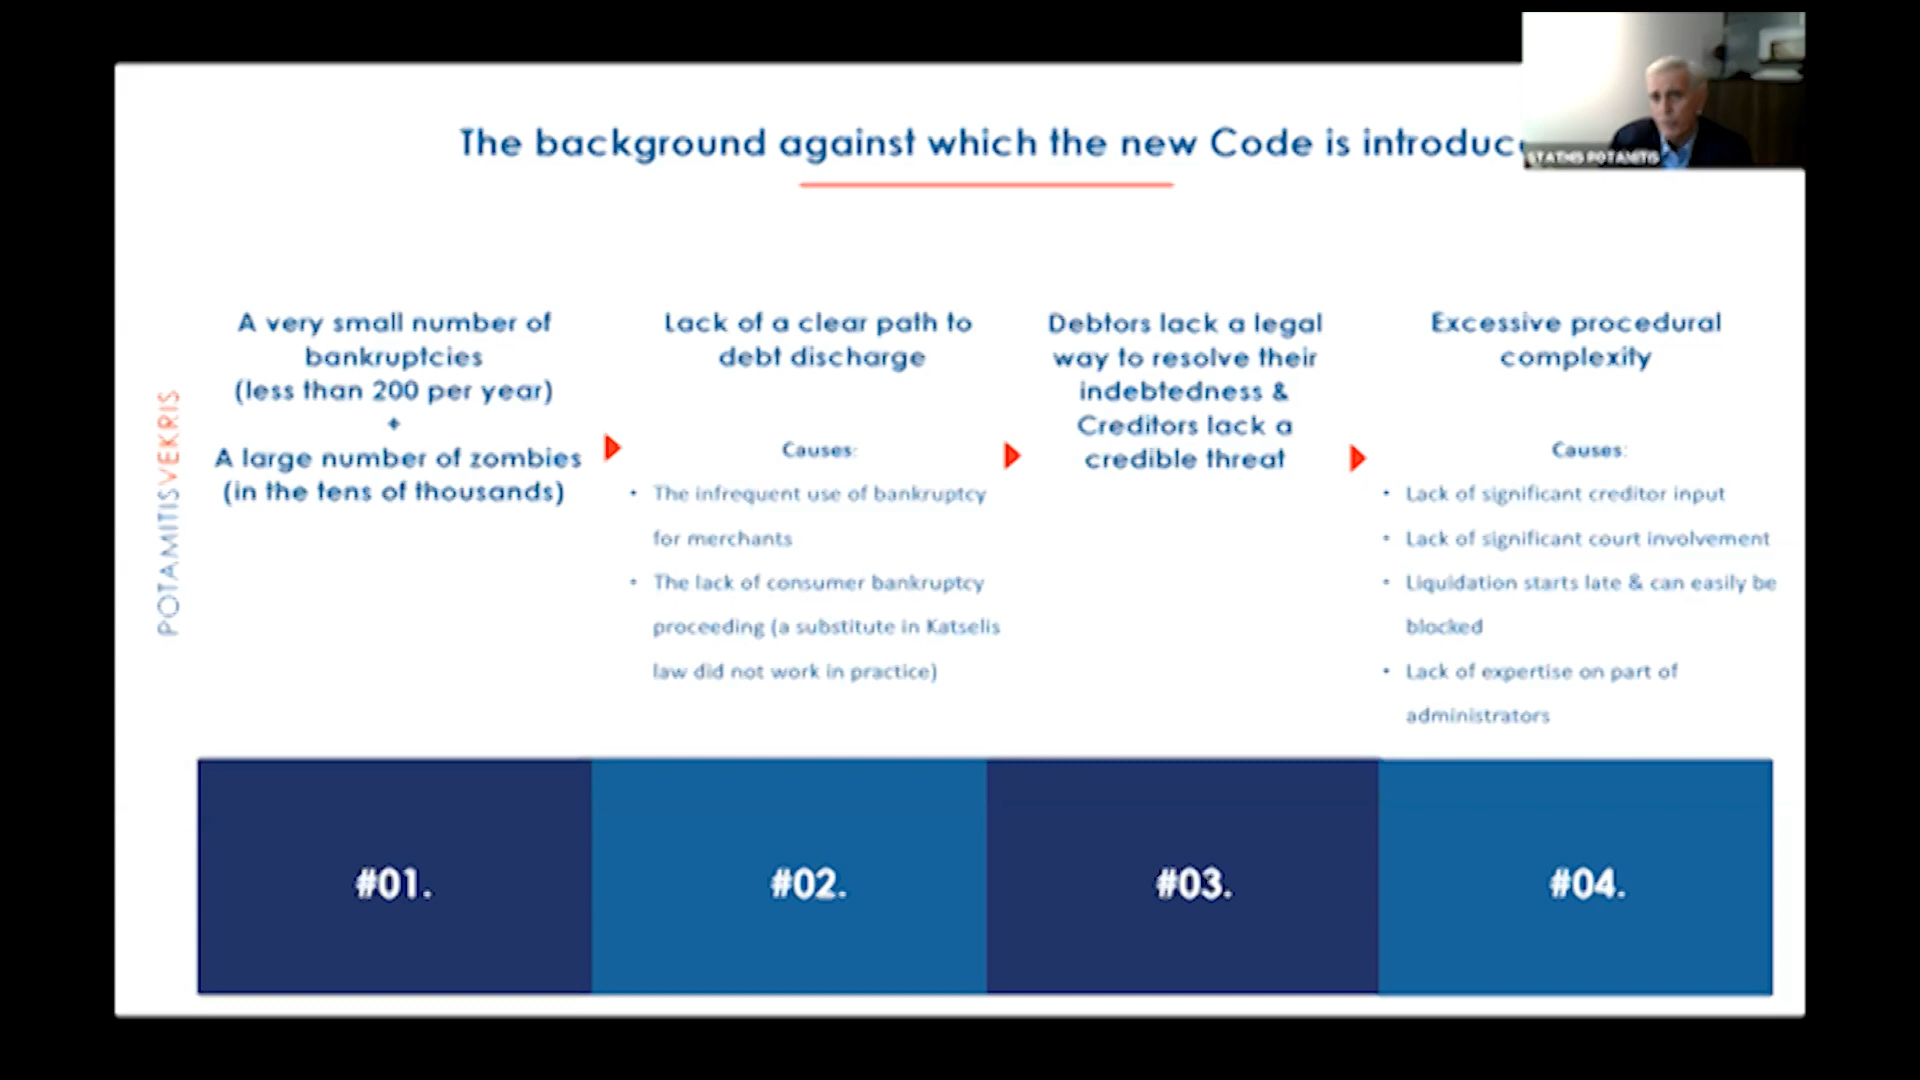 The background against which the new Code is introduc
STATHIS POTAMITIS
POTAMITISVEKRIS
A very small number of
bankruptcies
(less than 200 per year)
+
A large number of zombies
(in the tens of thousands)
Lack of a clear path to
debt discharge
Causes:
• The infrequent use of bankruptcy
for merchants
• The lack of consumer bankruptcy
proceeding (a substitute in Katselis
law did not work in practice)
Debtors lack a legal
way to resolve their
indebtedness &
Creditors lack a
credible threat
Excessive procedural
complexity
Causes:
• Lack of significant creditor input
• Lack of significant court involvement
• Liquidation starts late & can easily be
blocked
• Lack of expertise on part of
administrators
#01.
#02.
#03.
#04.